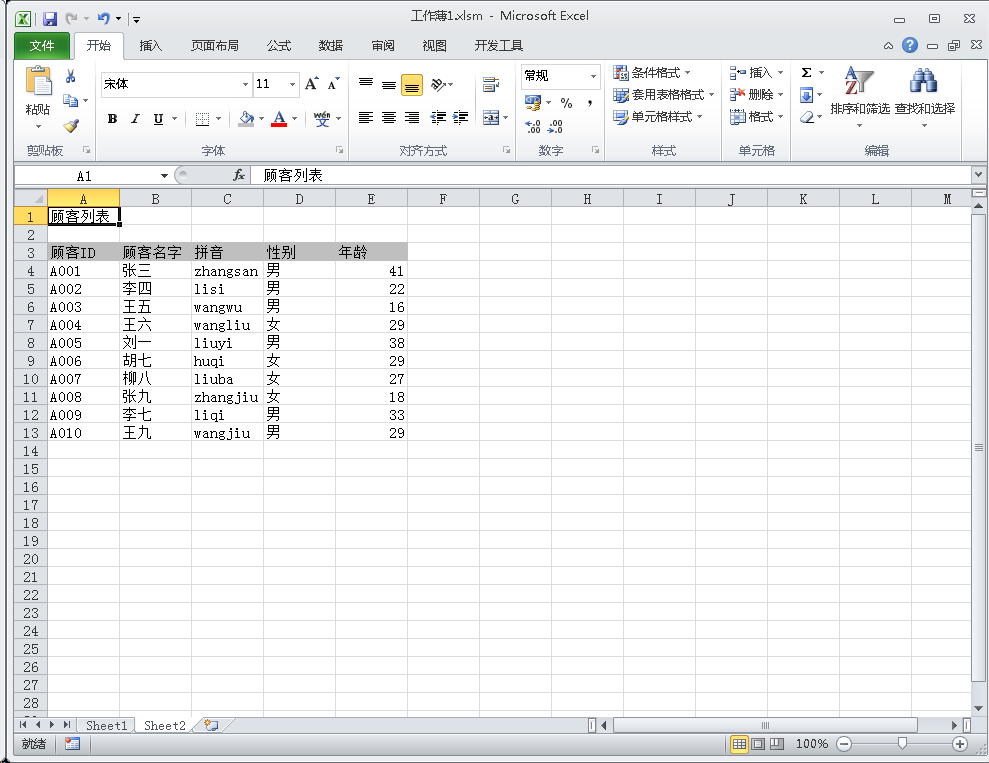 工作簿1.xlsm - Microsoft Excel
文件 开始 插入 页面布局 公式 数据 审阅 视图 开发工具
宋体 11 常规 条件格式 插入 Σ
粘贴 套用表格格式 删除 排序和筛选 查找和选择
B I U A wén 文 % , 单元格样式 格式
剪贴板 字体 对齐方式 数字 样式 单元格 编辑
A1 fx 顾客列表
A B C D E F G H I J K L M
1 顾客列表
2
3 顾客ID 顾客名字 拼音 性别 年龄
4 A001 张三 zhangsan 男 41
5 A002 李四 lisi 男 22
6 A003 王五 wangwu 男 16
7 A004 王六 wangliu 女 29
8 A005 刘一 liuyi 男 38
9 A006 胡七 huqi 女 29
10 A007 柳八 liuba 女 27
11 A008 张九 zhangjiu 女 18
12 A009 李七 liqi 男 33
13 A010 王九 wangjiu 男 29
14
15
16
17
18
19
20
21
22
23
24
25
26
27
28
Sheet1 Sheet2
就绪 100%